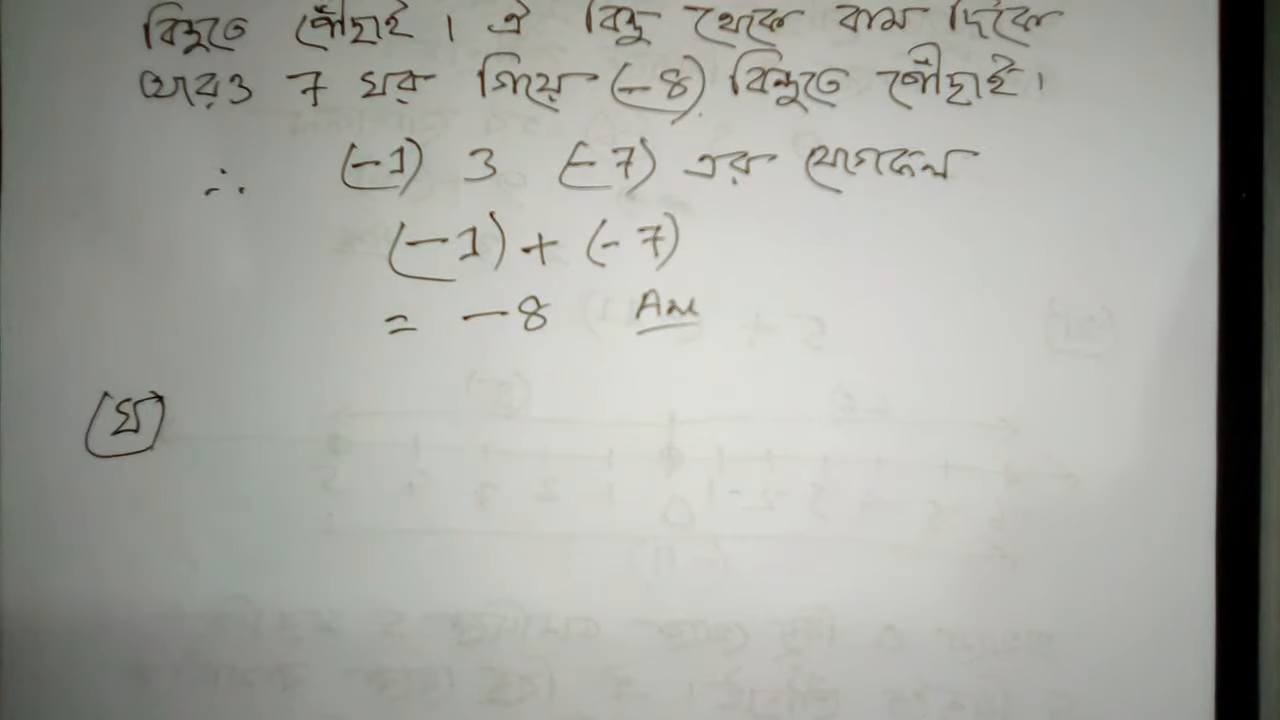 বিন্দুতে পৌঁছাই । ঐ বিন্দু থেকে বাম দিকে
আরও 7 ঘর গিয়ে (-8) বিন্দুতে পৌঁছাই।
∴ (-1) ও (-7) এর যোগফল
(-1) + (-7)
= -8 Ans
(ঘ)